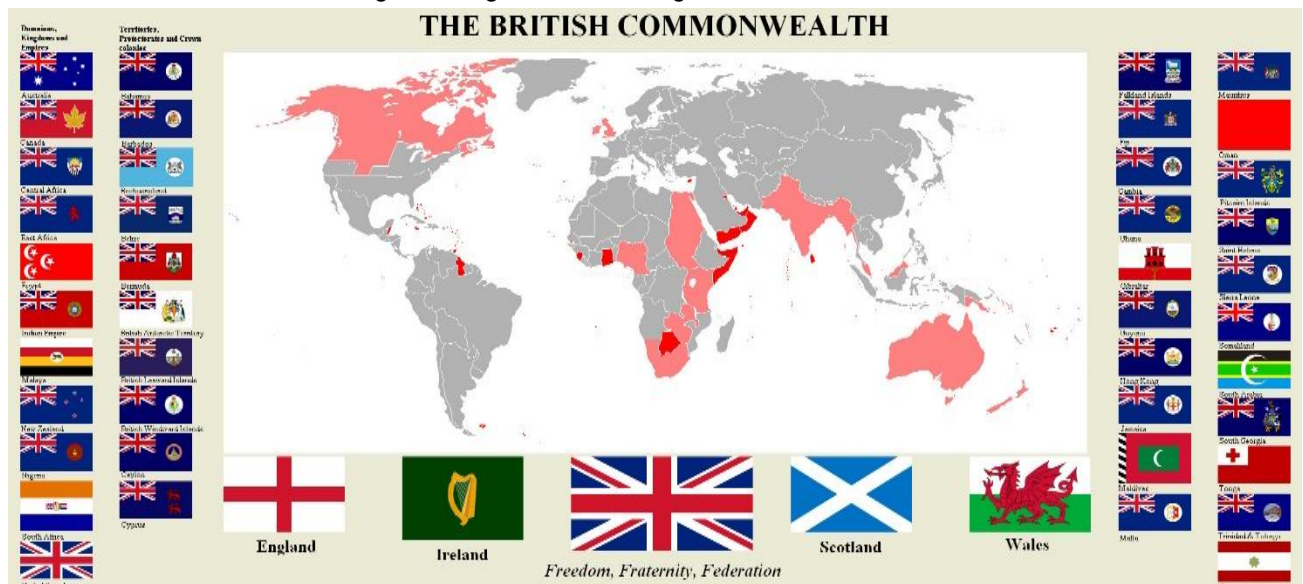 THE BRITISH COMMONWEALTH
Dominions,
Kingdoms and
Empires
Australia
Canada
Central Africa
East Africa
Egypt
Indian Empire
Malaya
New Zealand
Nigeria
South Africa
Territories,
Protectorates and Crown
colonies
Bahamas
Barbados
Bechuanaland
Belize
Bermuda
British Antarctic Territory
British Leeward Islands
British Windward Islands
Ceylon
Cyprus
England
Ireland
Scotland
Wales
Freedom, Fraternity, Federation
Falkland Islands
Fiji
Gambia
Ghana
Gibraltar
Guyana
Hong Kong
Jamaica
Maldives
Malta
Mauritius
Oman
Pitcairn Islands
Saint Helena
Sierra Leone
Somaliland
South Arabia
South Georgia
Tonga
Trinidad & Tobago